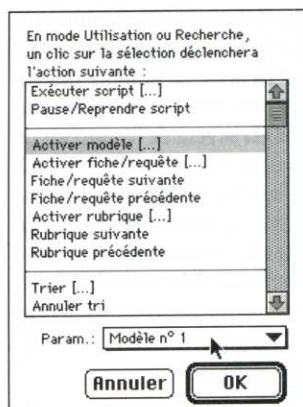 En mode Utilisation ou Recherche,
un clic sur la sélection déclenchera
l'action suivante :
Exécuter script [...]
Pause/Reprendre script
Activer modèle [...]
Activer fiche/requête [...]
Fiche/requête suivante
Fiche/requête précédente
Activer rubrique [...]
Rubrique suivante
Rubrique précédente
Trier [...]
Annuler tri
Param.: Modèle n° 1
Annuler OK